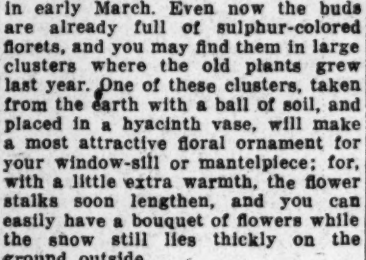 in early March. Even now the buds
are already full of sulphur-colored
florets, and you may find them in large
clusters where the old plants grew
last year. One of these clusters, taken
from the earth with a ball of soil, and
placed in a hyacinth vase, will make
a most attractive floral ornament for
your window-sill or mantelpiece; for,
with a little extra warmth, the flower
stalks soon lengthen, and you can
easily have a bouquet of flowers while
the snow still lies thickly on the
ground outside.